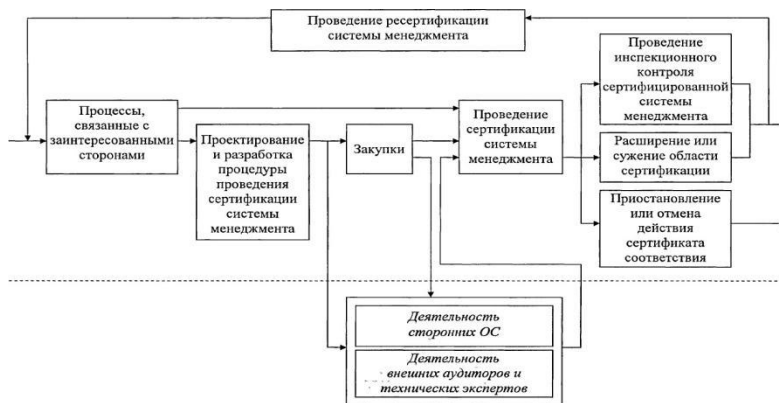 Проведение ресертификации
системы менеджмента
Процессы,
связанные с
заинтересованными
сторонами
Проектирование
и разработка
процедуры
проведения
сертификации
системы
менеджмента
Закупки
Проведение
сертификации
системы
менеджмента
Проведение
инспекционного
контроля
сертифицированной
системы
менеджмента
Расширение или
сужение области
сертификации
Приостановление
или отмена
действия
сертификата
соответствия
Деятельность
сторонних ОС
Деятельность
внешних аудиторов и
технических экспертов